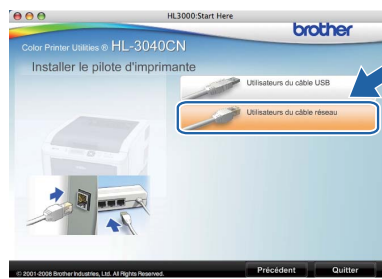 HL3000:Start Here
brother
Color Printer Utilities ® HL-3040CN
Installer le pilote d'imprimante
Utilisateurs du câble USB
Utilisateurs du câble réseau
© 2001-2008 Brother Industries, Ltd. All Rights Reserved.
Précédent
Quitter